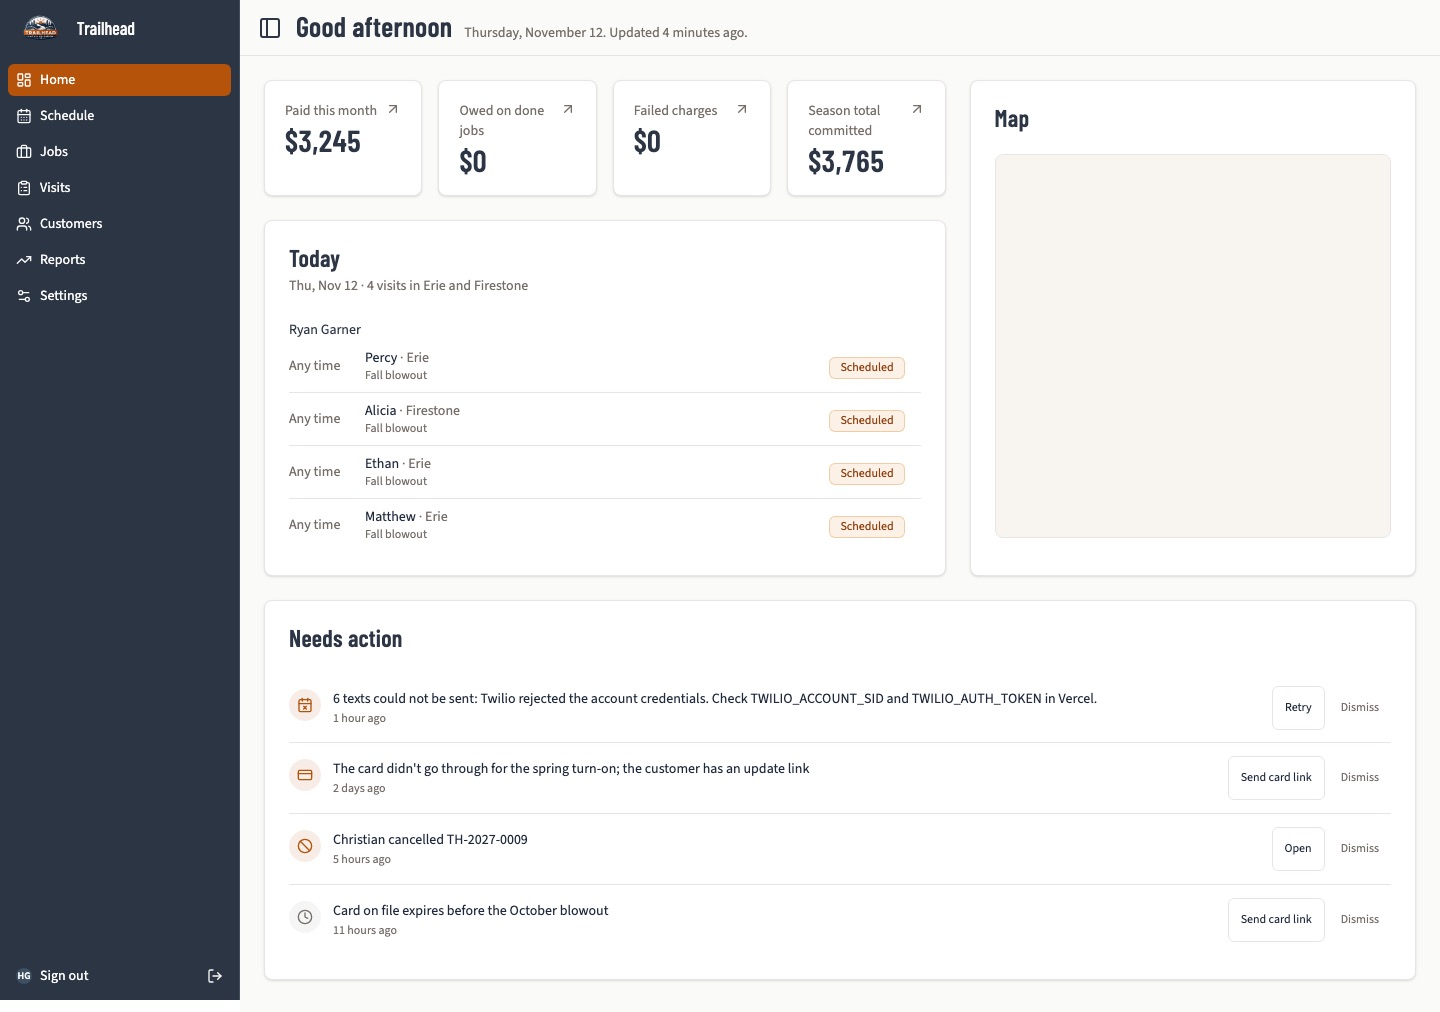 TRAIL HEAD
Trailhead
Home
Schedule
Jobs
Visits
Customers
Reports
Settings
HG Sign out
Good afternoon Thursday, November 12. Updated 4 minutes ago.
Paid this month
$3,245
Owed on done
jobs
$0
Failed charges
$0
Season total
committed
$3,765
Today
Thu, Nov 12 · 4 visits in Erie and Firestone
Ryan Garner
Any time Percy · Erie Scheduled
Fall blowout
Any time Alicia · Firestone Scheduled
Fall blowout
Any time Ethan · Erie Scheduled
Fall blowout
Any time Matthew · Erie Scheduled
Fall blowout
Map
Needs action
6 texts could not be sent: Twilio rejected the account credentials. Check TWILIO_ACCOUNT_SID and TWILIO_AUTH_TOKEN in Vercel. Retry Dismiss
1 hour ago
The card didn't go through for the spring turn-on; the customer has an update link Send card link Dismiss
2 days ago
Christian cancelled TH-2027-0009 Open Dismiss
5 hours ago
Card on file expires before the October blowout Send card link Dismiss
11 hours ago